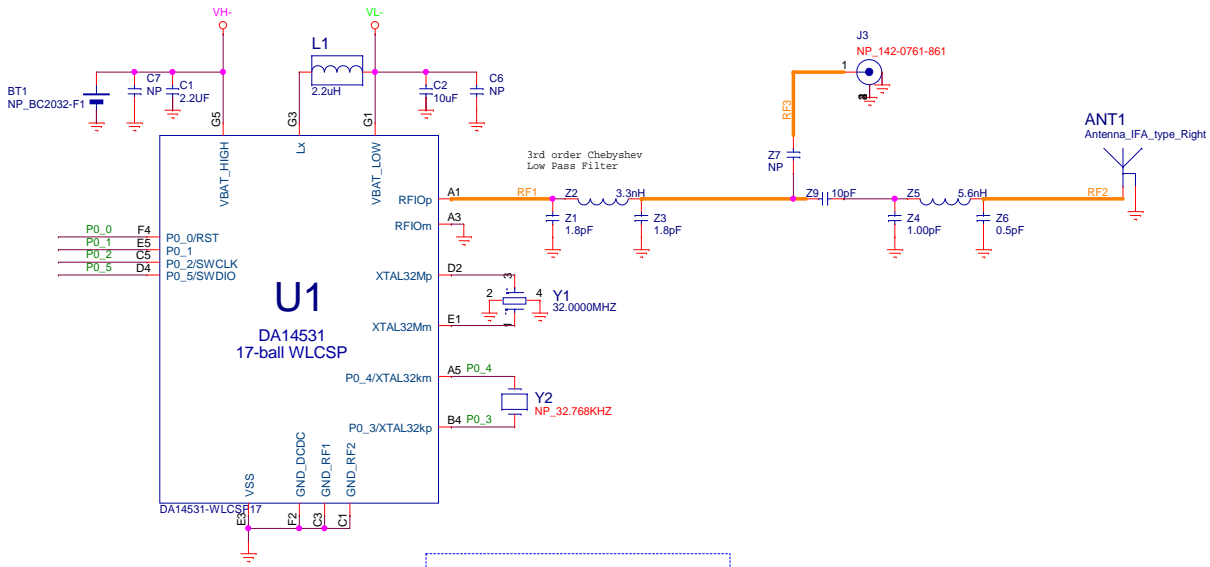 VH-
VL-
L1
2.2uH
J3
NP_142-0761-861
1
BT1
NP_BC2032-F1
C7
NP
C1
2.2UF
C2
10uF
C6
NP
G5
G3
G1
VBAT_HIGH
Lx
VBAT_LOW
RF3
Z7
NP
ANT1
Antenna_IFA_type_Right
3rd order Chebyshev
Low Pass Filter
RFIOp
A1
RF1
Z2
3.3nH
Z9
10pF
Z5
5.6nH
RF2
Z1
1.8pF
Z3
1.8pF
Z4
1.00pF
Z6
0.5pF
RFIOm
A3
P0_0
F4
P0_0/RST
P0_1
E5
P0_1
P0_2
C5
P0_2/SWCLK
P0_5
D4
P0_5/SWDIO
XTAL32Mp
D2
3
2
4
1
Y1
32.0000MHZ
XTAL32Mm
E1
U1
DA14531
17-ball WLCSP
P0_4/XTAL32km
A5
P0_4
Y2
NP_32.768KHZ
P0_3/XTAL32kp
B4
P0_3
VSS
GND_DCDC
GND_RF1
GND_RF2
DA14531-WLCSP17
E3
F2
C3
C1